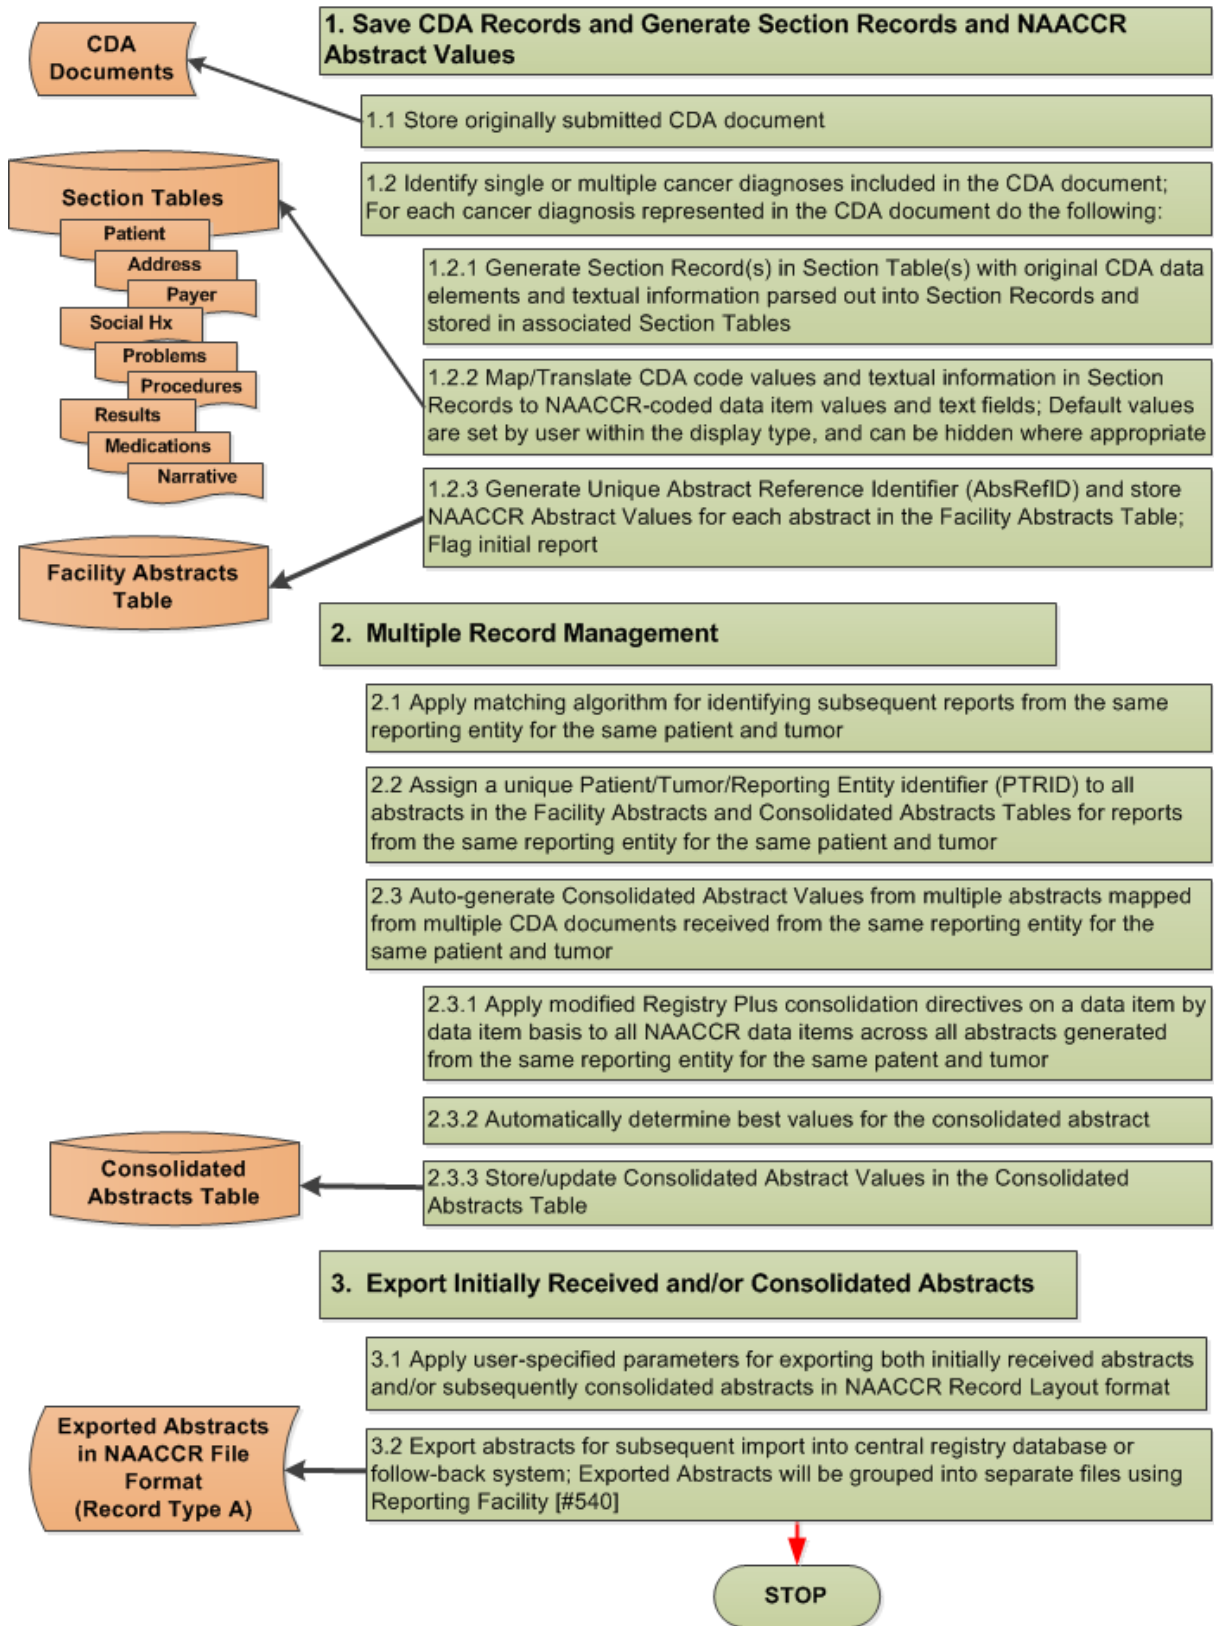 CDA
Documents
1. Save CDA Records and Generate Section Records and NAACCR
Abstract Values
1.1 Store originally submitted CDA document
Section Tables
Patient
Address
Payer
Social Hx
Problems
Procedures
Results
Medications
Narrative
1.2 Identify single or multiple cancer diagnoses included in the CDA document;
For each cancer diagnosis represented in the CDA document do the following:
1.2.1 Generate Section Record(s) in Section Table(s) with original CDA data
elements and textual information parsed out into Section Records and
stored in associated Section Tables
1.2.2 Map/Translate CDA code values and textual information in Section
Records to NAACCR-coded data item values and text fields; Default values
are set by user within the display type, and can be hidden where appropriate
1.2.3 Generate Unique Abstract Reference Identifier (AbsRefID) and store
NAACCR Abstract Values for each abstract in the Facility Abstracts Table;
Flag initial report
Facility Abstracts
Table
2. Multiple Record Management
2.1 Apply matching algorithm for identifying subsequent reports from the same
reporting entity for the same patient and tumor
2.2 Assign a unique Patient/Tumor/Reporting Entity identifier (PTRID) to all
abstracts in the Facility Abstracts and Consolidated Abstracts Tables for reports
from the same reporting entity for the same patient and tumor
2.3 Auto-generate Consolidated Abstract Values from multiple abstracts mapped
from multiple CDA documents received from the same reporting entity for the
same patient and tumor
2.3.1 Apply modified Registry Plus consolidation directives on a data item by
data item basis to all NAACCR data items across all abstracts generated
from the same reporting entity for the same patent and tumor
2.3.2 Automatically determine best values for the consolidated abstract
Consolidated
Abstracts Table
2.3.3 Store/update Consolidated Abstract Values in the Consolidated
Abstracts Table
3. Export Initially Received and/or Consolidated Abstracts
3.1 Apply user-specified parameters for exporting both initially received abstracts
and/or subsequently consolidated abstracts in NAACCR Record Layout format
Exported Abstracts
in NAACCR File
Format
(Record Type A)
3.2 Export abstracts for subsequent import into central registry database or
follow-back system; Exported Abstracts will be grouped into separate files using
Reporting Facility [#540]
STOP